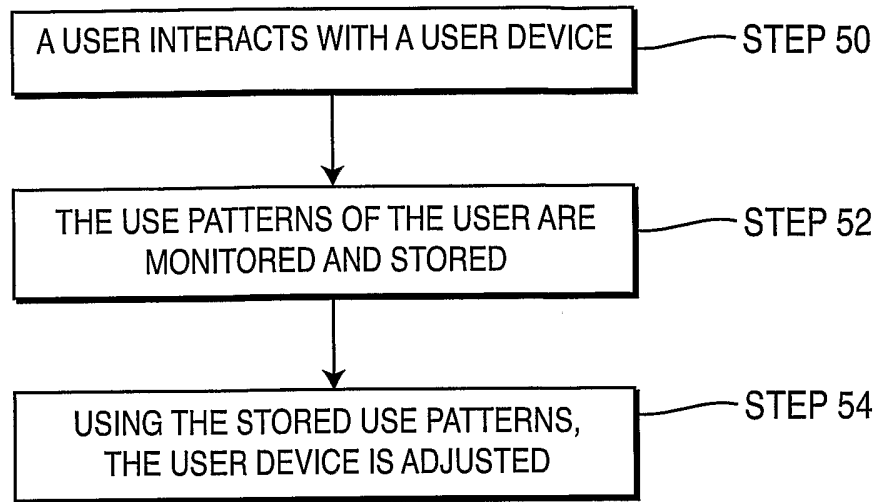 A USER INTERACTS WITH A USER DEVICE
STEP 50
THE USE PATTERNS OF THE USER ARE
MONITORED AND STORED
STEP 52
USING THE STORED USE PATTERNS,
THE USER DEVICE IS ADJUSTED
STEP 54